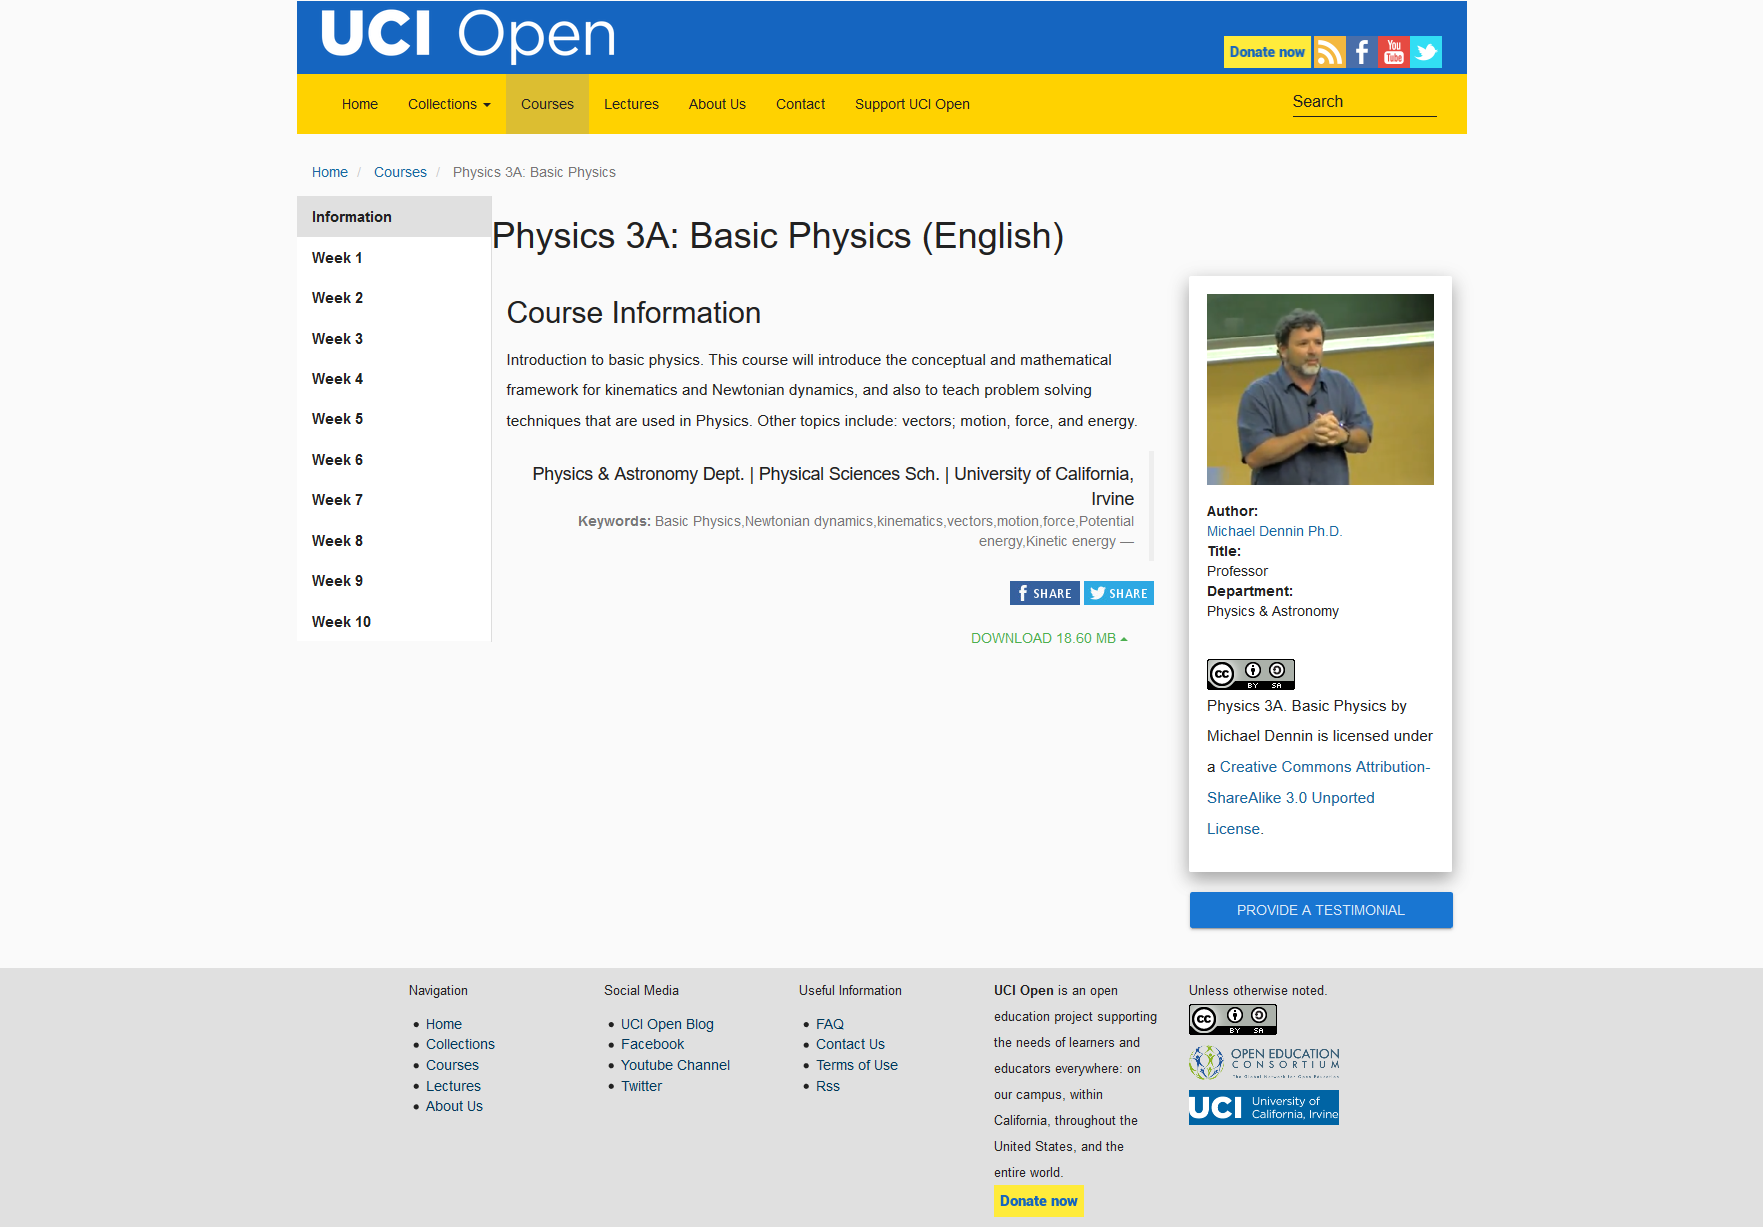 UCI Open
Donate now
You
Tube
Home
Collections
Courses
Lectures
About Us
Contact
Support UCI Open
Search
Home / Courses / Physics 3A: Basic Physics
Information
Week 1
Week 2
Week 3
Week 4
Week 5
Week 6
Week 7
Week 8
Week 9
Week 10
Physics 3A: Basic Physics (English)
Course Information
Introduction to basic physics. This course will introduce the conceptual and mathematical
framework for kinematics and Newtonian dynamics, and also to teach problem solving
techniques that are used in Physics. Other topics include: vectors; motion, force, and energy.
Physics & Astronomy Dept. | Physical Sciences Sch. | University of California,
Irvine
Keywords: Basic Physics,Newtonian dynamics,kinematics,vectors,motion,force,Potential
energy,Kinetic energy —
SHARE
SHARE
DOWNLOAD 18.60 MB
Author:
Michael Dennin Ph.D.
Title:
Professor
Department:
Physics & Astronomy
cc
BY SA
Physics 3A. Basic Physics by
Michael Dennin is licensed under
a Creative Commons Attribution-
ShareAlike 3.0 Unported
License.
PROVIDE A TESTIMONIAL
Navigation
Home
Collections
Courses
Lectures
About Us
Social Media
UCI Open Blog
Facebook
Youtube Channel
Twitter
Useful Information
FAQ
Contact Us
Terms of Use
Rss
UCI Open is an open
education project supporting
the needs of learners and
educators everywhere: on
our campus, within
California, throughout the
United States, and the
entire world.
Donate now
Unless otherwise noted.
cc
BY SA
OPEN EDUCATION
CONSORTIUM
The Global Network for Open Education
UCI University of
California, Irvine